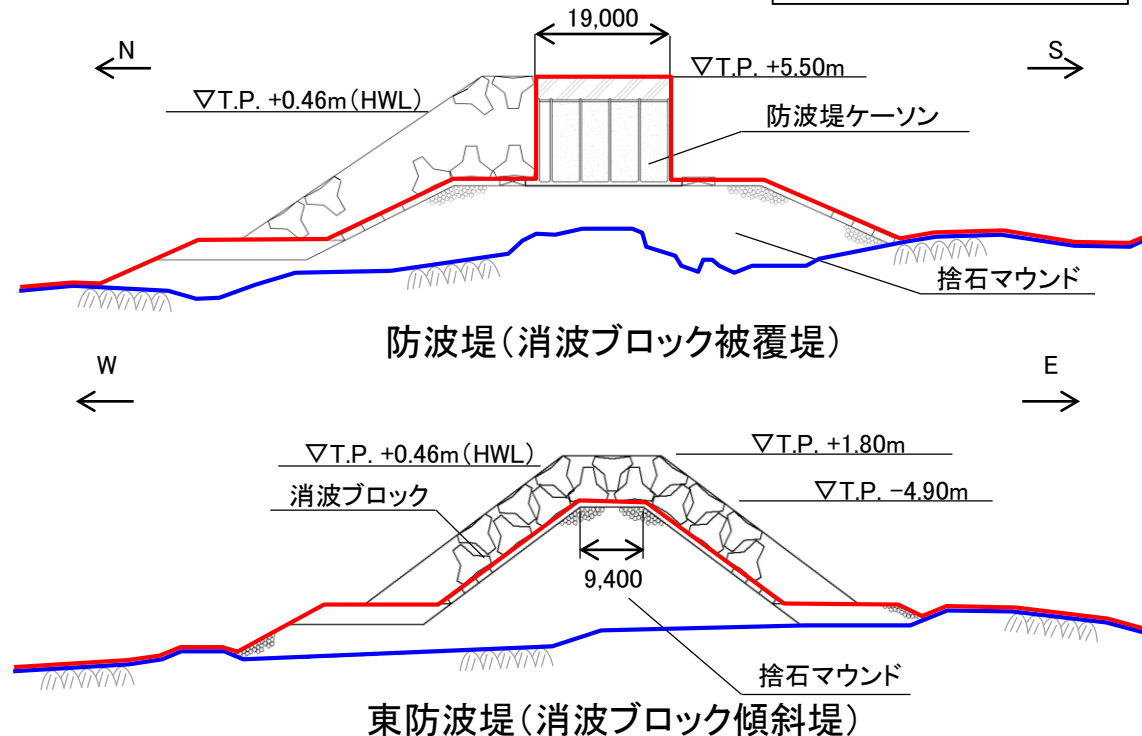 19,000
N
S
▽T.P. +5.50m
▽T.P. +0.46m(HWL)
防波堤ケーソン
捨石マウンド
防波堤(消波ブロック被覆堤)
W
E
▽T.P. +0.46m(HWL)
▽T.P. +1.80m
消波ブロック
▽T.P. -4.90m
9,400
捨石マウンド
東防波堤(消波ブロック傾斜堤)